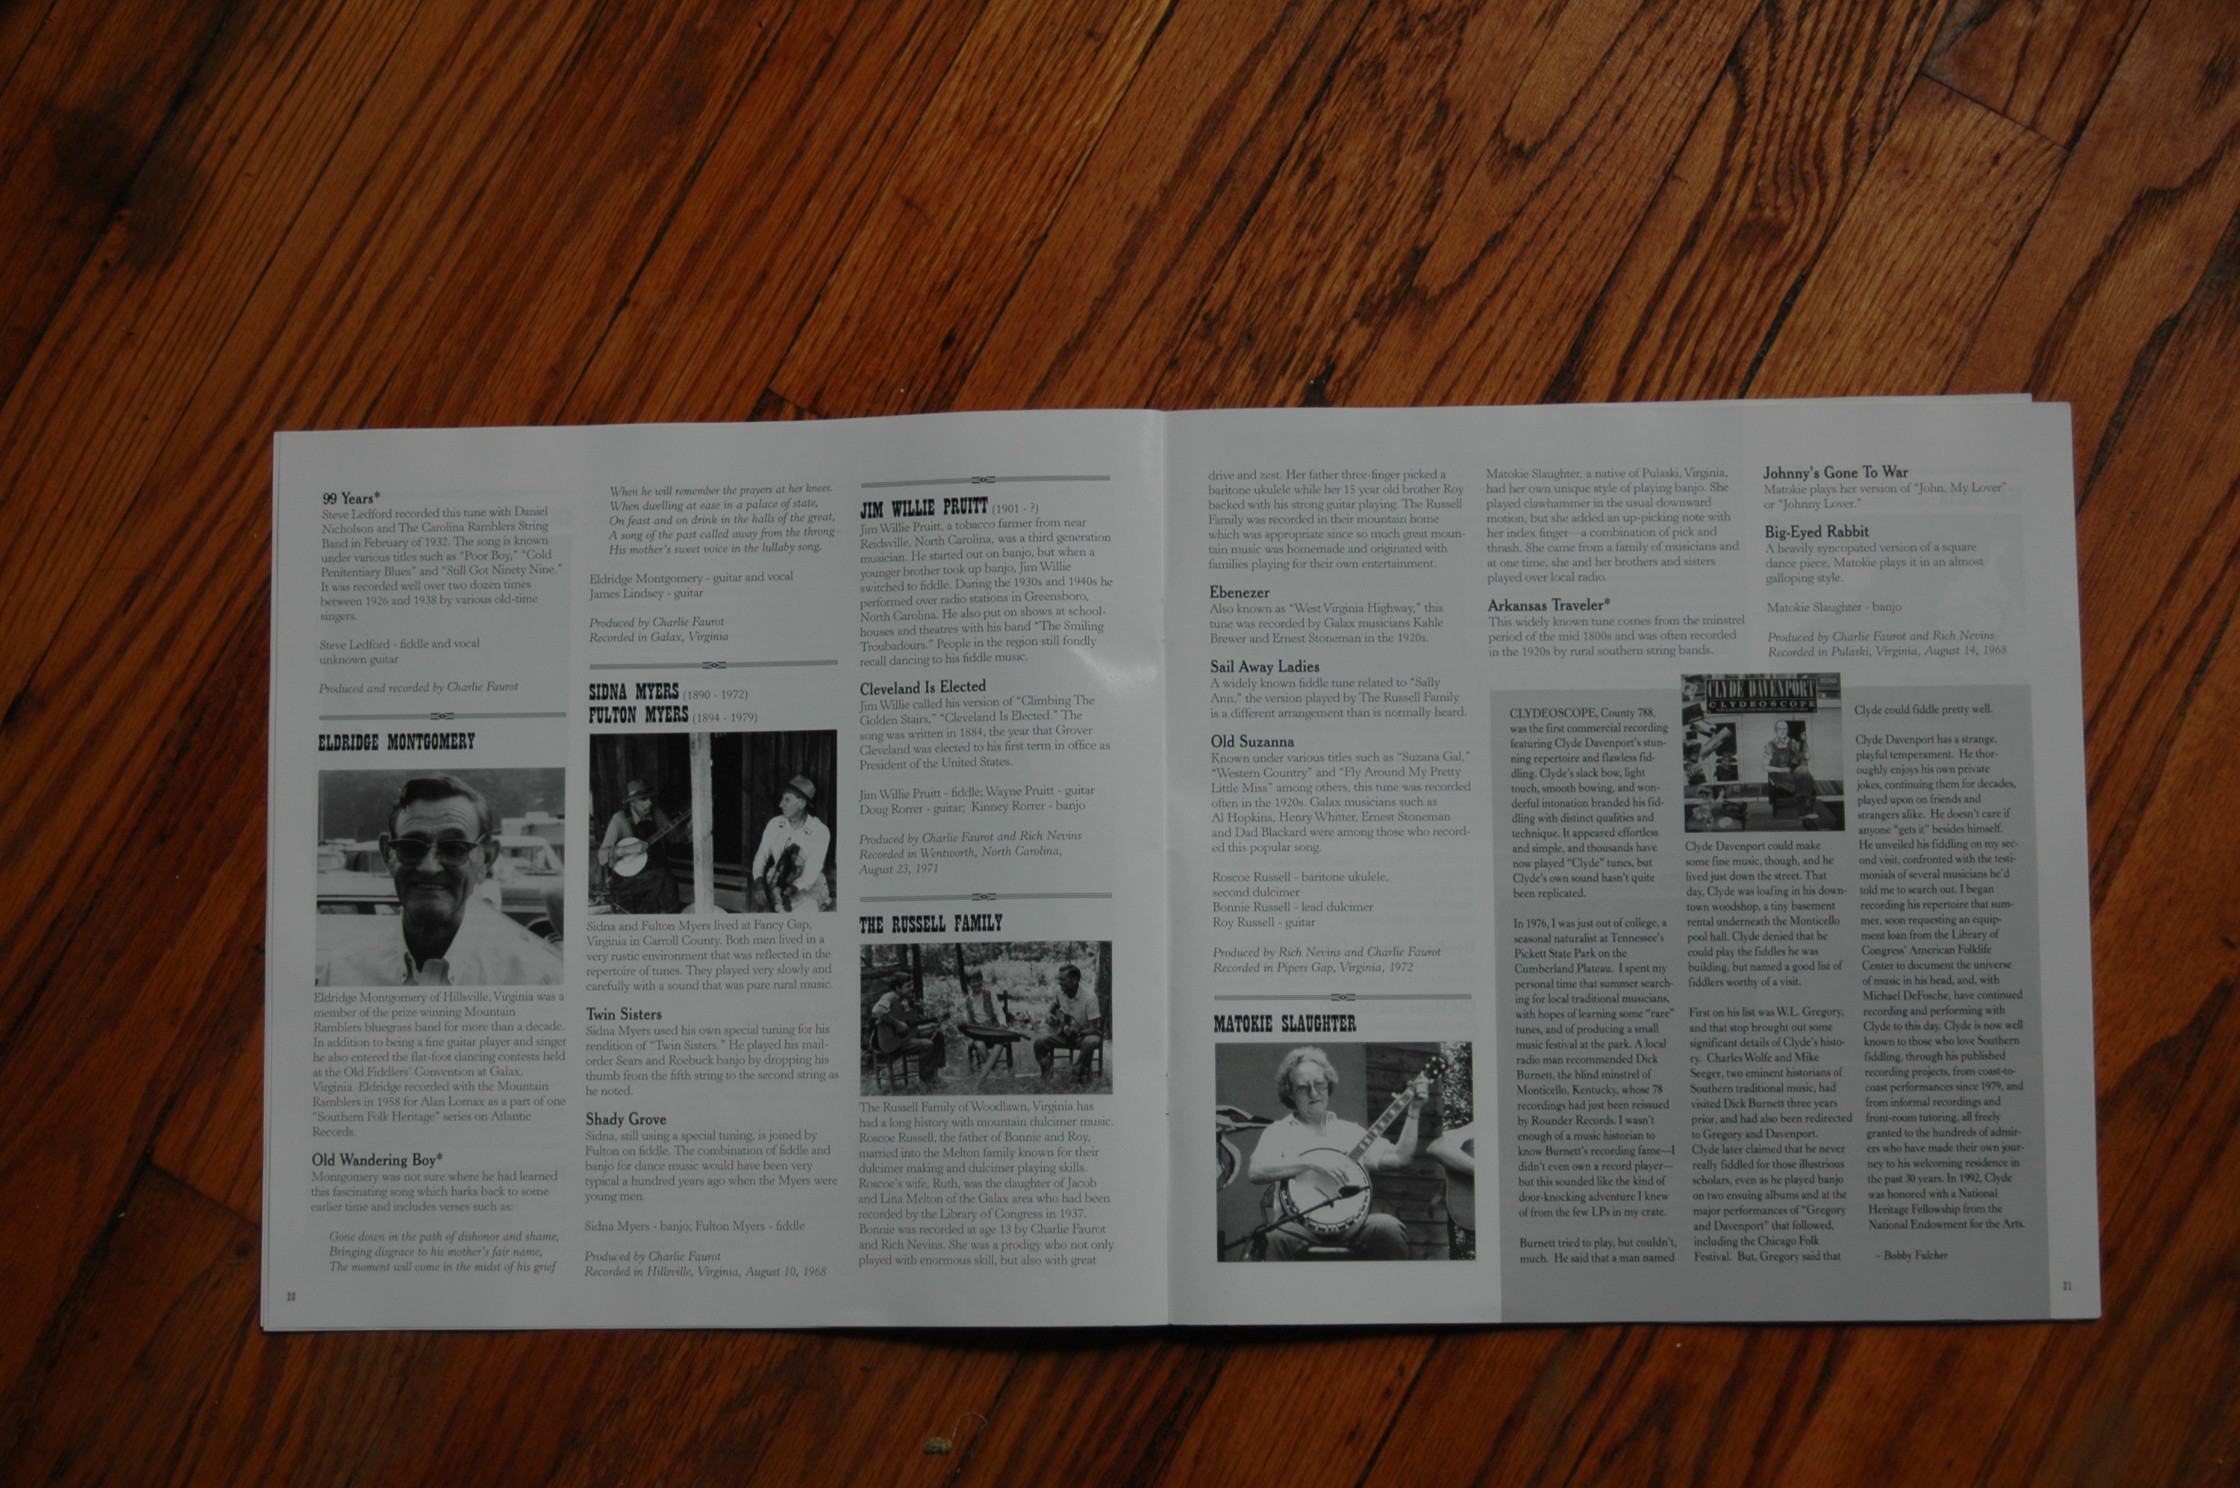 99 Years*
Steve Ledford recorded this tune with Daniel
Nicholson and The Carolina Ramblers String
Band in February of 1932. The song is known
under various titles such as "Poor Boy," "Cold
Penitentiary Blues" and "Still Got Ninety Nine."
It was recorded well over two dozen times
between 1926 and 1938 by various old-time
singers.
Steve Ledford - fiddle and vocal
unknown guitar
Produced and recorded by Charlie Faurot
ELDRIDGE MONTGOMERY
Eldridge Montgomery of Hillsville, Virginia was a
member of the prize winning Mountain
Ramblers bluegrass band for more than a decade.
In addition to being a fine guitar player and singer
he also entered the flat-foot dancing contests held
at the Old Fiddlers' Convention at Galax,
Virginia. Eldridge recorded with the Mountain
Ramblers in 1958 for Alan Lomax as a part of one
"Southern Folk Heritage" series on Atlantic
Records.
Old Wandering Boy*
Montgomery was not sure where he had learned
this fascinating song which harks back to some
earlier time and includes verses such as:
Gone down in the path of dishonor and shame,
Bringing disgrace to his mother's fair name,
The moment will come in the midst of his grief
20
When he will remember the prayers at her knees.
When dwelling at ease in a palace of state,
On feast and on drink in the halls of the great,
A song of the past called away from the throng
His mother's sweet voice in the lullaby song.
Eldridge Montgomery - guitar and vocal
James Lindsey - guitar
Produced by Charlie Faurot
Recorded in Galax, Virginia
SIDNA MYERS (1890 - 1972)
FULTON MYERS (1894 - 1979)
Sidna and Fulton Myers lived at Fancy Gap,
Virginia in Carroll County. Both men lived in a
very rustic environment that was reflected in the
repertoire of tunes. They played very slowly and
carefully with a sound that was pure rural music.
Twin Sisters
Sidna Myers used his own special tuning for his
rendition of "Twin Sisters." He played his mail-
order Sears and Roebuck banjo by dropping his
thumb from the fifth string to the second string as
he noted.
Shady Grove
Sidna, still using a special tuning, is joined by
Fulton on fiddle. The combination of fiddle and
banjo for dance music would have been very
typical a hundred years ago when the Myers were
young men.
Sidna Myers - banjo; Fulton Myers - fiddle
Produced by Charlie Faurot
Recorded in Hillsville, Virginia, August 10, 1968
JIM WILLIE PRUITT (1901 - ?)
Jim Willie Pruitt, a tobacco farmer from near
Reidsville, North Carolina, was a third generation
musician. He started out on banjo, but when a
younger brother took up banjo, Jim Willie
switched to fiddle. During the 1930s and 1940s he
performed over radio stations in Greensboro,
North Carolina. He also put on shows at school-
houses and theatres with his band "The Smiling
Troubadours." People in the region still fondly
recall dancing to his fiddle music.
Cleveland Is Elected
Jim Willie called his version of "Climbing The
Golden Stairs," "Cleveland Is Elected." The
song was written in 1884, the year that Grover
Cleveland was elected to his first term in office as
President of the United States.
Jim Willie Pruitt - fiddle; Wayne Pruitt - guitar
Doug Rorrer - guitar; Kinney Rorrer - banjo
Produced by Charlie Faurot and Rich Nevins
Recorded in Wentworth, North Carolina,
August 23, 1971
THE RUSSELL FAMILY
The Russell Family of Woodlawn, Virginia has
had a long history with mountain dulcimer music.
Roscoe Russell, the father of Bonnie and Roy,
married into the Melton family known for their
dulcimer making and dulcimer playing skills.
Roscoe's wife, Ruth, was the daughter of Jacob
and Lina Melton of the Galax area who had been
recorded by the Library of Congress in 1937.
Bonnie was recorded at age 13 by Charlie Faurot
and Rich Nevins. She was a prodigy who not only
played with enormous skill, but also with great
drive and zest. Her father three-finger picked a
baritone ukulele while her 15 year old brother Roy
backed with his strong guitar playing. The Russell
Family was recorded in their mountain home
which was appropriate since so much great moun-
tain music was homemade and originated with
families playing for their own entertainment.
Ebenezer
Also known as "West Virginia Highway," this
tune was recorded by Galax musicians Kahle
Brewer and Ernest Stoneman in the 1920s.
Sail Away Ladies
A widely known fiddle tune related to "Sally
Ann," the version played by The Russell Family
is a different arrangement than is normally heard.
Old Suzanna
Known under various titles such as "Suzana Gal,"
"Western Country" and "Fly Around My Pretty
Little Miss" among others, this tune was recorded
often in the 1920s. Galax musicians such as
Al Hopkins, Henry Whitter, Ernest Stoneman
and Dad Blackard were among those who record-
ed this popular song.
Roscoe Russell - baritone ukulele,
second dulcimer
Bonnie Russell - lead dulcimer
Roy Russell - guitar
Produced by Rich Nevins and Charlie Faurot
Recorded in Pipers Gap, Virginia, 1972
MATOKIE SLAUGHTER
Matokie Slaughter, a native of Pulaski, Virginia,
had her own unique style of playing banjo. She
played clawhammer in the usual downward
motion, but she added an up-picking note with
her index finger—a combination of pick and
thrash. She came from a family of musicians and
at one time, she and her brothers and sisters
played over local radio.
Arkansas Traveler*
This widely known tune comes from the minstrel
period of the mid 1800s and was often recorded
in the 1920s by rural southern string bands.
Johnny's Gone To War
Matokie plays her version of "John, My Lover"
or "Johnny Lover."
Big-Eyed Rabbit
A heavily syncopated version of a square
dance piece, Matokie plays it in an almost
galloping style.
Matokie Slaughter - banjo
Produced by Charlie Faurot and Rich Nevins
Recorded in Pulaski, Virginia, August 14, 1968
CLYDEOSCOPE, County 788,
was the first commercial recording
featuring Clyde Davenport's stun-
ning repertoire and flawless fid-
dling. Clyde's slack bow, light
touch, smooth bowing, and won-
derful intonation branded his fid-
dling with distinct qualities and
technique. It appeared effortless
and simple, and thousands have
now played "Clyde" tunes, but
Clyde's own sound hasn't quite
been replicated.
In 1976, I was just out of college, a
seasonal naturalist at Tennessee's
Pickett State Park on the
Cumberland Plateau. I spent my
personal time that summer search-
ing for local traditional musicians,
with hopes of learning some "rare"
tunes, and of producing a small
music festival at the park. A local
radio man recommended Dick
Burnett, the blind minstrel of
Monticello, Kentucky, whose 78
recordings had just been reissued
by Rounder Records. I wasn't
enough of a music historian to
know Burnett's recording fame—I
didn't even own a record player—
but this sounded like the kind of
door-knocking adventure I knew
of from the few LPs in my crate.
Burnett tried to play, but couldn't,
much. He said that a man named
CLYDE DAVENPORT
CLYDEOSCOPE
Clyde Davenport could make
some fine music, though, and he
lived just down the street. That
day, Clyde was loafing in his down-
town woodshop, a tiny basement
rental underneath the Monticello
pool hall. Clyde denied that he
could play the fiddles he was
building, but named a good list of
fiddlers worthy of a visit.
First on his list was W.L. Gregory,
and that stop brought out some
significant details of Clyde's histo-
ry. Charles Wolfe and Mike
Seeger, two eminent historians of
Southern traditional music, had
visited Dick Burnett three years
prior, and had also been redirected
to Gregory and Davenport.
Clyde later claimed that he never
really fiddled for those illustrious
scholars, even as he played banjo
on two ensuing albums and at the
major performances of "Gregory
and Davenport" that followed,
including the Chicago Folk
Festival. But, Gregory said that
Clyde could fiddle pretty well.
Clyde Davenport has a strange,
playful temperament. He thor-
oughly enjoys his own private
jokes, continuing them for decades,
played upon on friends and
strangers alike. He doesn't care if
anyone "gets it" besides himself.
He unveiled his fiddling on my sec-
ond visit, confronted with the testi-
monials of several musicians he'd
told me to search out. I began
recording his repertoire that sum-
mer, soon requesting an equip-
ment loan from the Library of
Congress' American Folklife
Center to document the universe
of music in his head, and, with
Michael DeFosche, have continued
recording and performing with
Clyde to this day. Clyde is now well
known to those who love Southern
fiddling, through his published
recording projects, from coast-to-
coast performances since 1979, and
from informal recordings and
front-room tutoring, all freely
granted to the hundreds of admir-
ers who have made their own jour-
ney to his welcoming residence in
the past 30 years. In 1992, Clyde
was honored with a National
Heritage Fellowship from the
National Endowment for the Arts.
– Bobby Fulcher
21